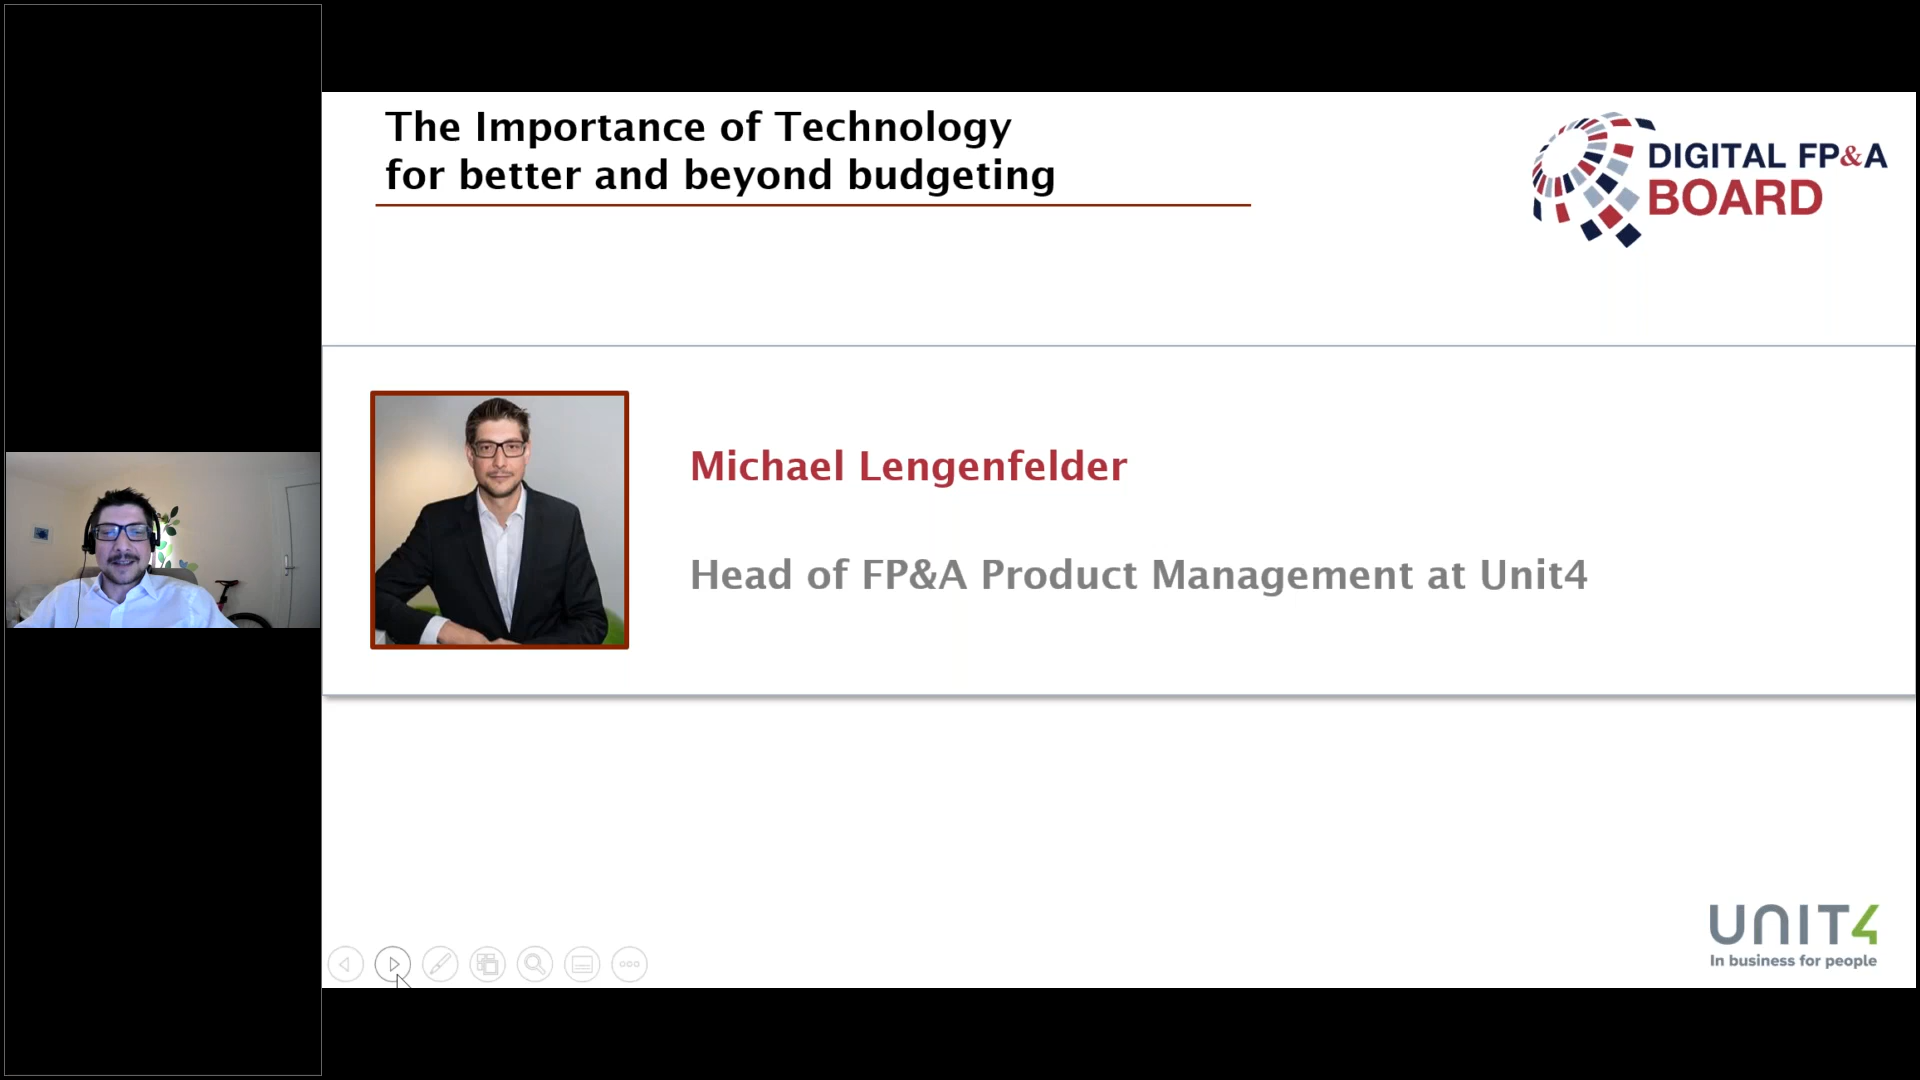 The Importance of Technology
for better and beyond budgeting
DIGITAL FP&A
BOARD
Michael Lengenfelder
Head of FP&A Product Management at Unit4
UNIT4
In business for people